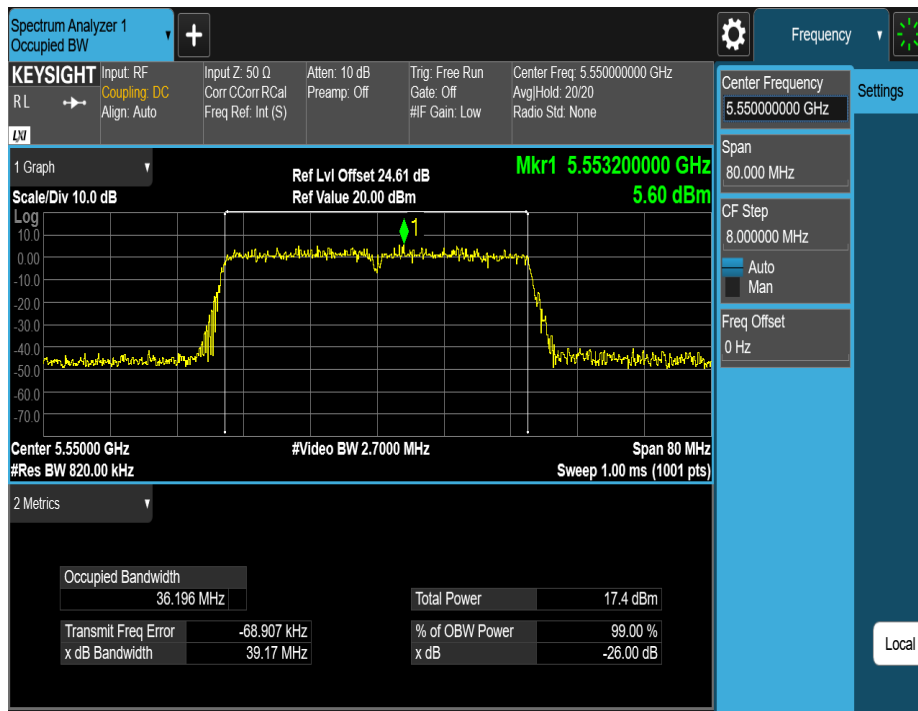 Spectrum Analyzer 1
Occupied BW
+
Frequency
KEYSIGHT
RL
LXI
Input: RF
Coupling: DC
Align: Auto
Input Z: 50 Ω
Corr CCorr RCal
Freq Ref: Int (S)
Atten: 10 dB
Preamp: Off
Trig: Free Run
Gate: Off
#IF Gain: Low
Center Freq: 5.550000000 GHz
Avg|Hold: 20/20
Radio Std: None
Center Frequency
5.550000000 GHz
Settings
Span
80.000 MHz
CF Step
8.000000 MHz
Auto
Man
Freq Offset
0 Hz
Local
1 Graph
Scale/Div 10.0 dB
Ref Lvl Offset 24.61 dB
Ref Value 20.00 dBm
Mkr1 5.553200000 GHz
5.60 dBm
Log
1
10.0
0.00
-10.0
-20.0
-30.0
-40.0
-50.0
-60.0
-70.0
Center 5.55000 GHz
#Video BW 2.7000 MHz
Span 80 MHz
#Res BW 820.00 kHz
Sweep 1.00 ms (1001 pts)
2 Metrics
Occupied Bandwidth
36.196 MHz
Total Power 17.4 dBm
Transmit Freq Error -68.907 kHz
% of OBW Power 99.00 %
x dB Bandwidth 39.17 MHz
x dB -26.00 dB